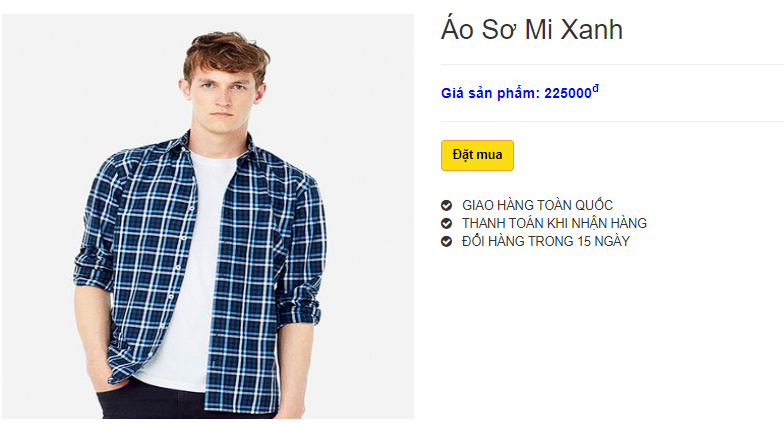 Áo Sơ Mi Xanh
Giá sản phẩm: 225000đ
Đặt mua
GIAO HÀNG TOÀN QUỐC
THANH TOÁN KHI NHẬN HÀNG
ĐỔI HÀNG TRONG 15 NGÀY